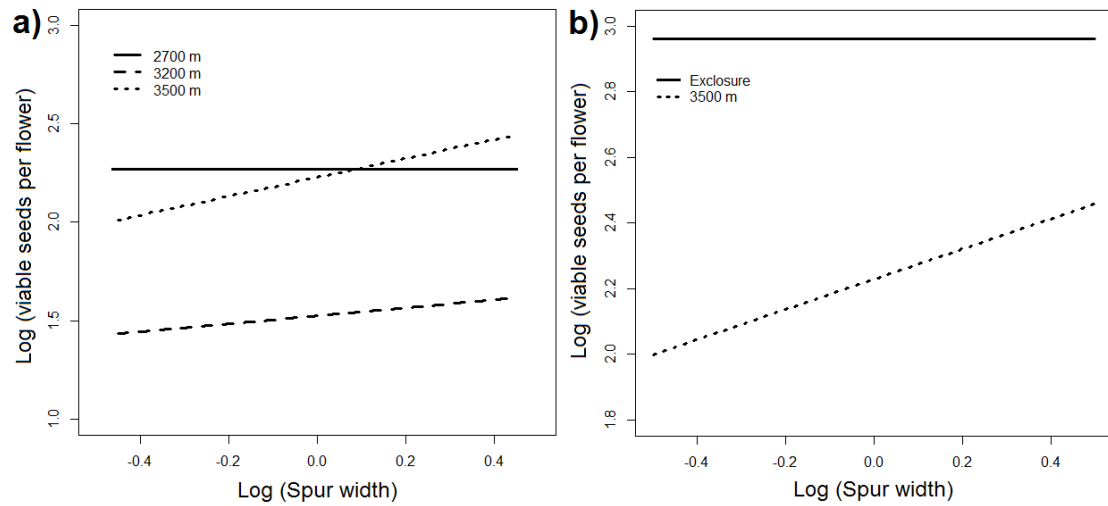 a)
2700 m
3200 m
3500 m
Log (viable seeds per flower)
3.0
2.5
2.0
1.5
1.0
-0.4 -0.2 0.0 0.2 0.4
Log (Spur width)
b)
Exclosure
3500 m
Log (viable seeds per flower)
3.0
2.8
2.6
2.4
2.2
2.0
1.8
-0.4 -0.2 0.0 0.2 0.4
Log (Spur width)